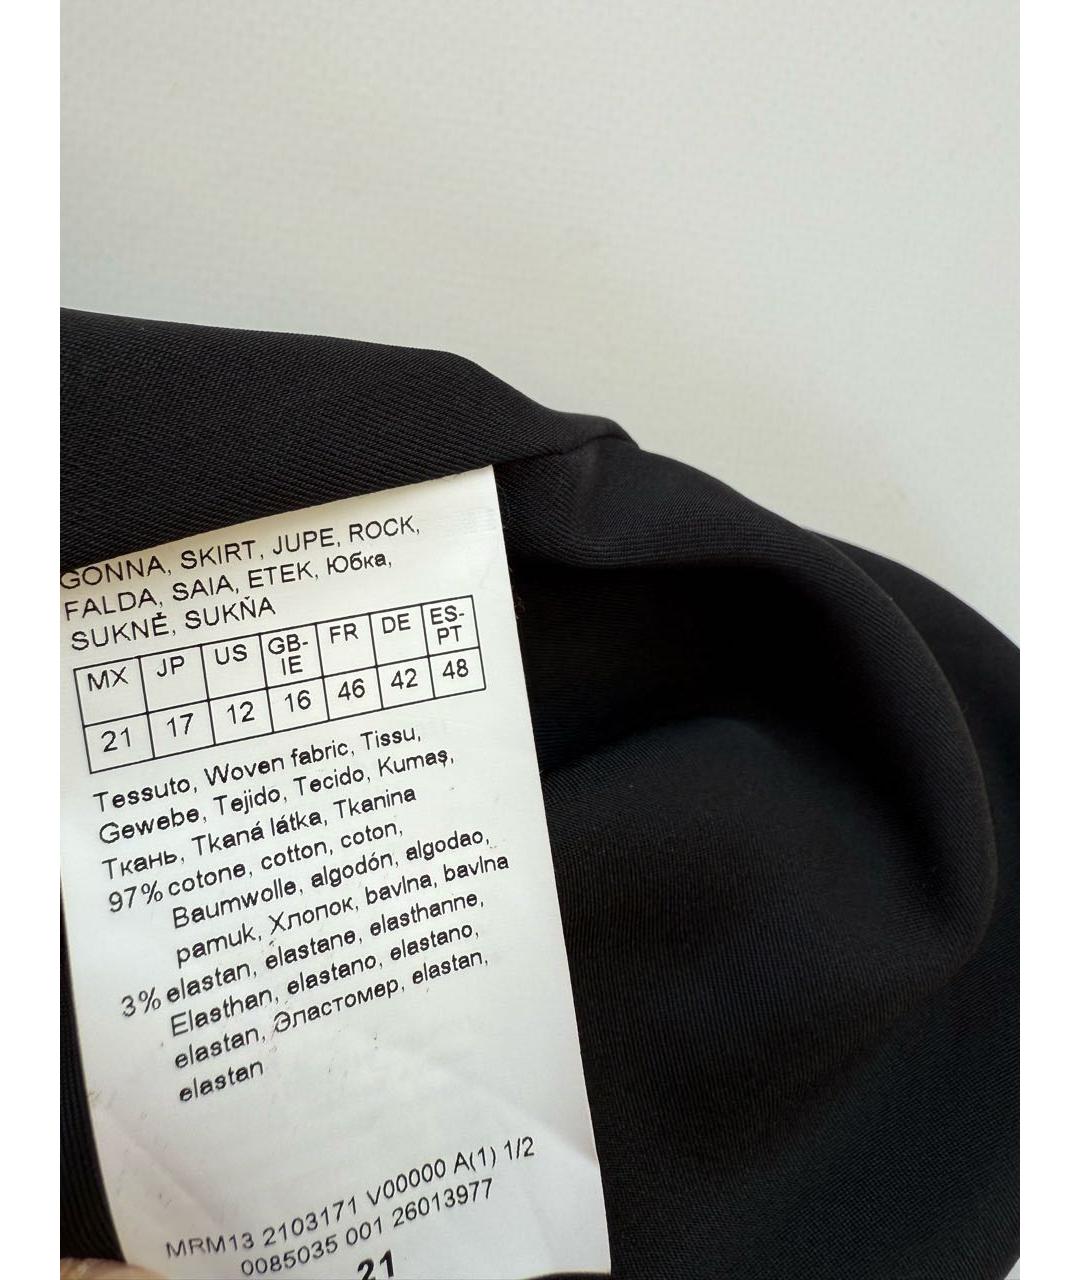 GONNA, SKIRT, JUPE, ROCK,
FALDA, SAIA, ETEK, Юбка,
SUKNĚ, SUKŇA
MX JP US GB-IE FR DE ES-PT
21 17 12 16 46 42 48
Tessuto, Woven fabric, Tissu,
Gewebe, Tejido, Tecido, Kumaş,
Ткань, Tkaná látka, Tkanina
97% cotone, cotton, coton,
Baumwolle, algodón, algodao,
pamuk, Хлопок, bavlna, bavlna
3% elastan, elastane, elasthanne,
Elasthan, elastano, elastano,
elastan, Эластомер, elastan,
elastan
MRM13 2103171 V00000 A(1) 1/2
0085035 001 26013977
21